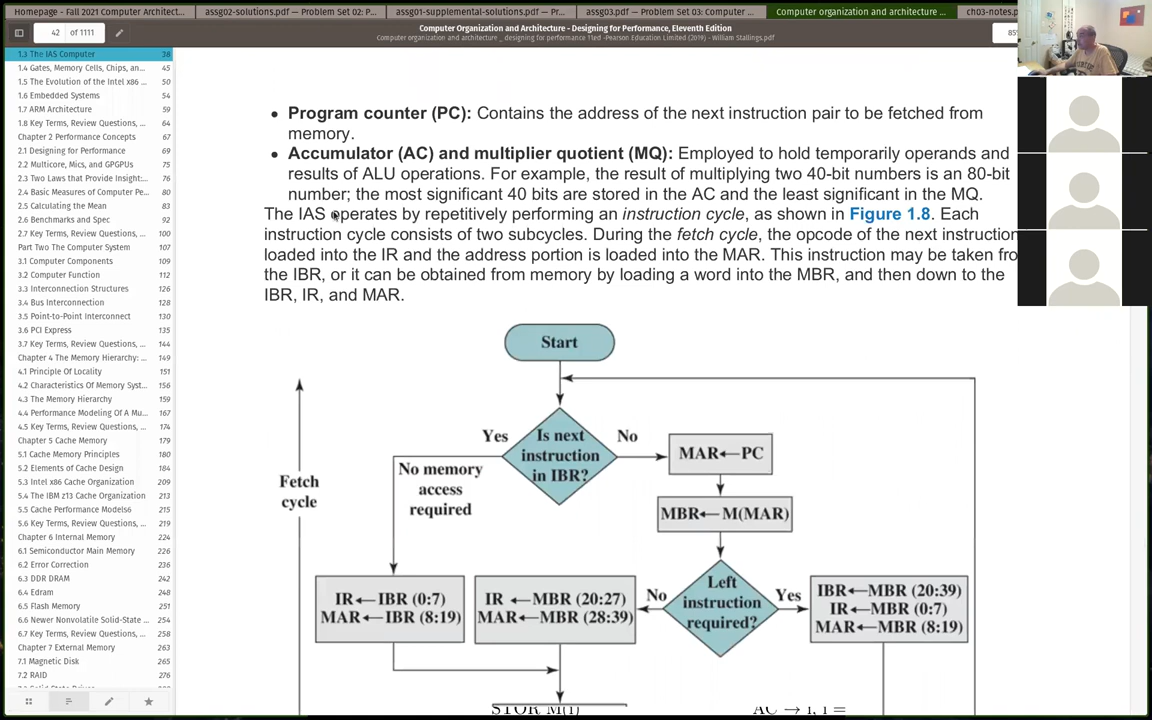 Homepage - Fall 2021 Computer Architect...
assg02-solutions.pdf — Problem Set 02: P...
assg01-supplemental-solutions.pdf — Pr...
assg03.pdf — Problem Set 03: Computer ...
Computer organization and architecture ...
ch03-notes.p
42 of 1111
Computer Organization and Architecture - Designing for Performance, Eleventh Edition
Computer organization and architecture _ designing for performance 11ed -Pearson Education Limited (2019) - William Stallings.pdf
1.3 The IAS Computer 38
1.4 Gates, Memory Cells, Chips, an... 45
1.5 The Evolution of the Intel x86 ... 50
1.6 Embedded Systems 54
1.7 ARM Architecture 59
1.8 Key Terms, Review Questions, ... 64
Chapter 2 Performance Concepts 67
2.1 Designing for Performance 69
2.2 Multicore, Mics, and GPGPUs 75
2.3 Two Laws that Provide Insight:... 76
2.4 Basic Measures of Computer Pe... 80
2.5 Calculating the Mean 83
2.6 Benchmarks and Spec 92
2.7 Key Terms, Review Questions, ... 100
Part Two The Computer System 107
3.1 Computer Components 109
3.2 Computer Function 112
3.3 Interconnection Structures 126
3.4 Bus Interconnection 128
3.5 Point-to-Point Interconnect 130
3.6 PCI Express 135
3.7 Key Terms, Review Questions, ... 144
Chapter 4 The Memory Hierarchy: ... 149
4.1 Principle Of Locality 151
4.2 Characteristics Of Memory Syst... 156
4.3 The Memory Hierarchy 159
4.4 Performance Modeling Of A Mu... 167
4.5 Key Terms, Review Questions, ... 174
Chapter 5 Cache Memory 179
5.1 Cache Memory Principles 180
5.2 Elements of Cache Design 184
5.3 Intel x86 Cache Organization 209
5.4 The IBM z13 Cache Organization 213
5.5 Cache Performance Models6 215
5.6 Key Terms, Review Questions, ... 219
Chapter 6 Internal Memory 224
6.1 Semiconductor Main Memory 226
6.2 Error Correction 236
6.3 DDR DRAM 242
6.4 Edram 248
6.5 Flash Memory 251
6.6 Newer Nonvolatile Solid-State ... 254
6.7 Key Terms, Review Questions, ... 258
Chapter 7 External Memory 263
7.1 Magnetic Disk 265
7.2 RAID 276
• Program counter (PC): Contains the address of the next instruction pair to be fetched from
memory.
• Accumulator (AC) and multiplier quotient (MQ): Employed to hold temporarily operands and
results of ALU operations. For example, the result of multiplying two 40-bit numbers is an 80-bit
number; the most significant 40 bits are stored in the AC and the least significant in the MQ.
The IAS operates by repetitively performing an instruction cycle, as shown in Figure 1.8. Each
instruction cycle consists of two subcycles. During the fetch cycle, the opcode of the next instruction
loaded into the IR and the address portion is loaded into the MAR. This instruction may be taken fro
the IBR, or it can be obtained from memory by loading a word into the MBR, and then down to the
IBR, IR, and MAR.
Start
Yes
Is next
instruction
in IBR?
No
MAR←PC
No memory
access
required
Fetch
cycle
MBR←M(MAR)
IR←IBR (0:7)
MAR←IBR (8:19)
IR ←MBR (20:27)
MAR←MBR (28:39)
No
Left
instruction
required?
Yes
IBR←MBR (20:39)
IR←MBR (0:7)
MAR←MBR (8:19)